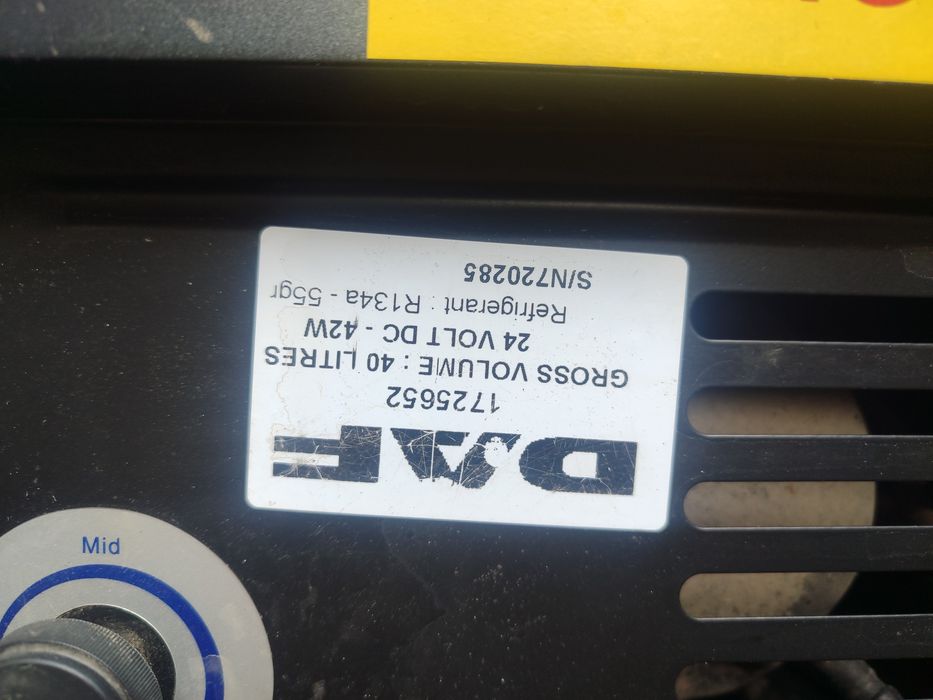 DAF
1725652
GROSS VOLUME : 40 LITRES
24 VOLT DC - 42W
Refrigerant : R134a - 55gr
S/N720285
Mid